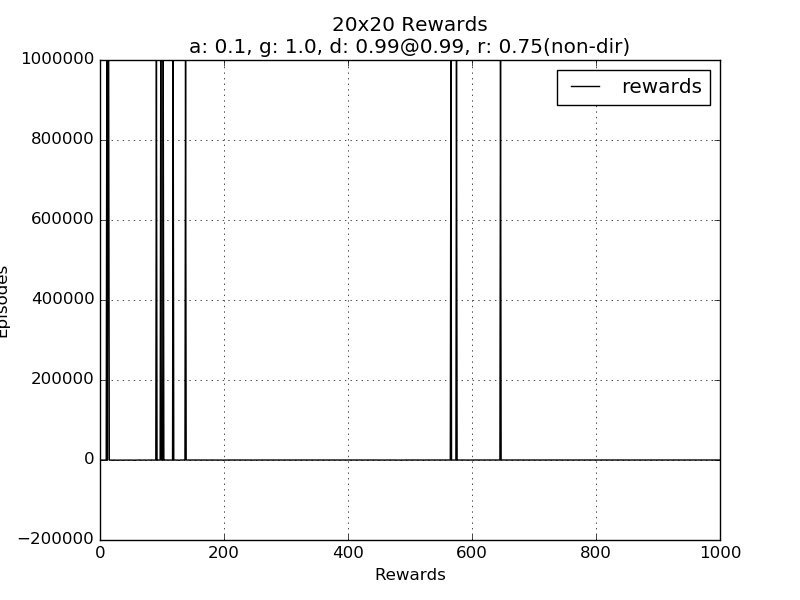 20x20 Rewards
a: 0.1, g: 1.0, d: 0.99@0.99, r: 0.75(non-dir)
1000000
rewards
800000
600000
400000
Episodes
200000
0
−200000
0 200 400 600 800 1000
Rewards